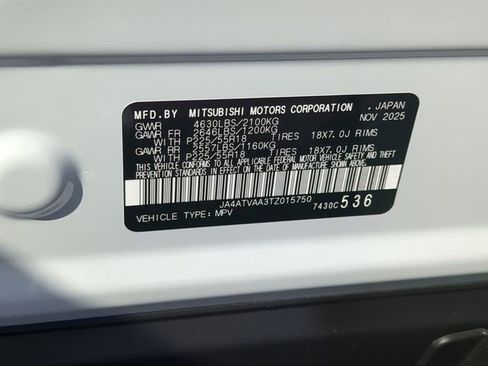 MFD.BY MITSUBISHI MOTORS CORPORATION , JAPAN
GVWR 4630LBS/2100KG NOV 2025
GAWR FR 2646LBS/1200KG
WITH P225/55R18 TIRES 18X7.0J RIMS
GAWR RR 2557LBS/1160KG
WITH P225/55R18 TIRES 18X7.0J RIMS
THIS VEHICLE CONFORMS TO ALL APPLICABLE FEDERAL MOTOR VEHICLE SAFETY AND THEFT
PREVENTION STANDARDS IN EFFECT ON THE DATE OF MANUFACTURE SHOWN ABOVE.
JA4ATVAA3TZ015750
VEHICLE TYPE: MPV 7430C 536